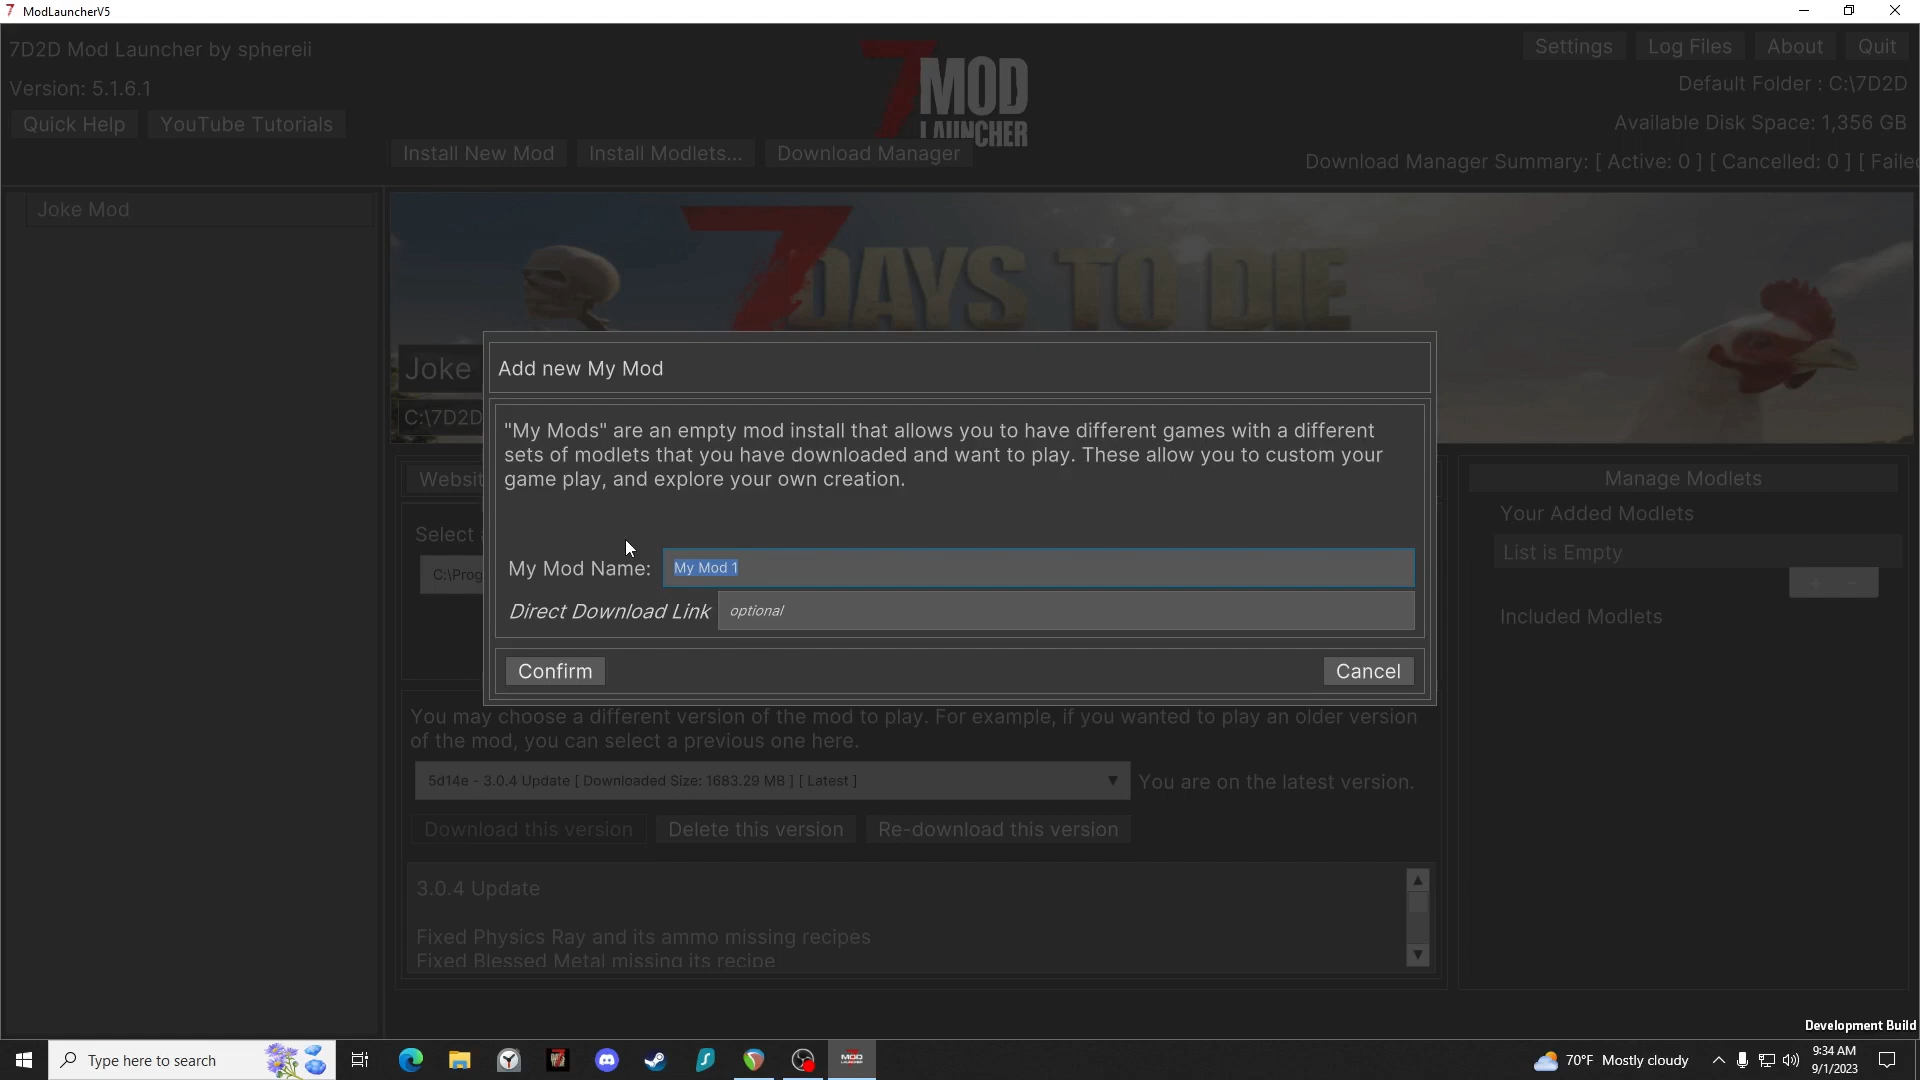 ModLauncherV5
7D2D Mod Launcher by sphereii
Version: 5.1.6.1
Quick Help
YouTube Tutorials
7 MOD
LAUNCHER
Install New Mod
Install Modlets...
Download Manager
Settings
Log Files
About
Quit
Default Folder : C:\7D2D
Available Disk Space: 1,356 GB
Download Manager Summary: [ Active: 0 ] [ Cancelled: 0 ] [ Failed
Joke Mod
7 DAYS TO DIE
Joke
C:\7D2D
Websit
Select
C:\Prog
Add new My Mod
"My Mods" are an empty mod install that allows you to have different games with a different
sets of modlets that you have downloaded and want to play. These allow you to custom your
game play, and explore your own creation.
My Mod Name: My Mod 1
Direct Download Link optional
Confirm
Cancel
Manage Modlets
Your Added Modlets
List is Empty
+ -
Included Modlets
You may choose a different version of the mod to play. For example, if you wanted to play an older version
of the mod, you can select a previous one here.
5d14e - 3.0.4 Update [ Downloaded Size: 1683.29 MB ] [ Latest ]
You are on the latest version.
Download this version
Delete this version
Re-download this version
3.0.4 Update
Fixed Physics Ray and its ammo missing recipes
Fixed Blessed Metal missing its recipe
Development Build
Type here to search
MOD
70°F Mostly cloudy
9:34 AM
9/1/2023